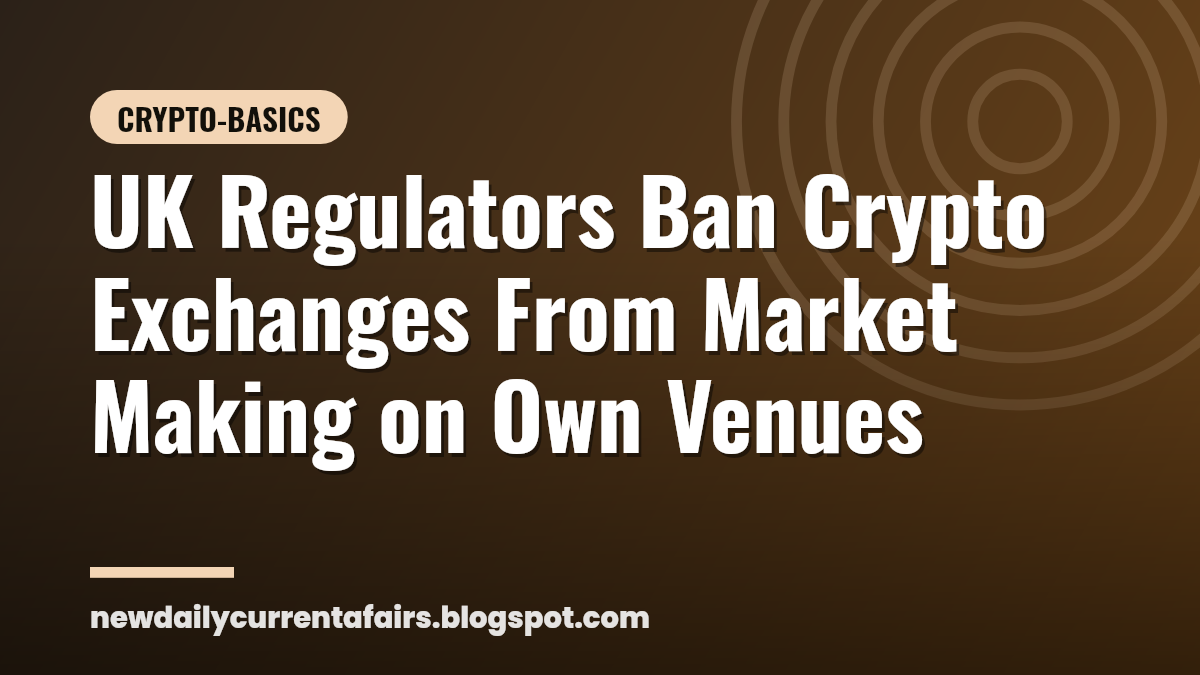 CRYPTO-BASICS
UK Regulators Ban Crypto
Exchanges From Market
Making on Own Venues
newdailycurrentafairs.blogspot.com